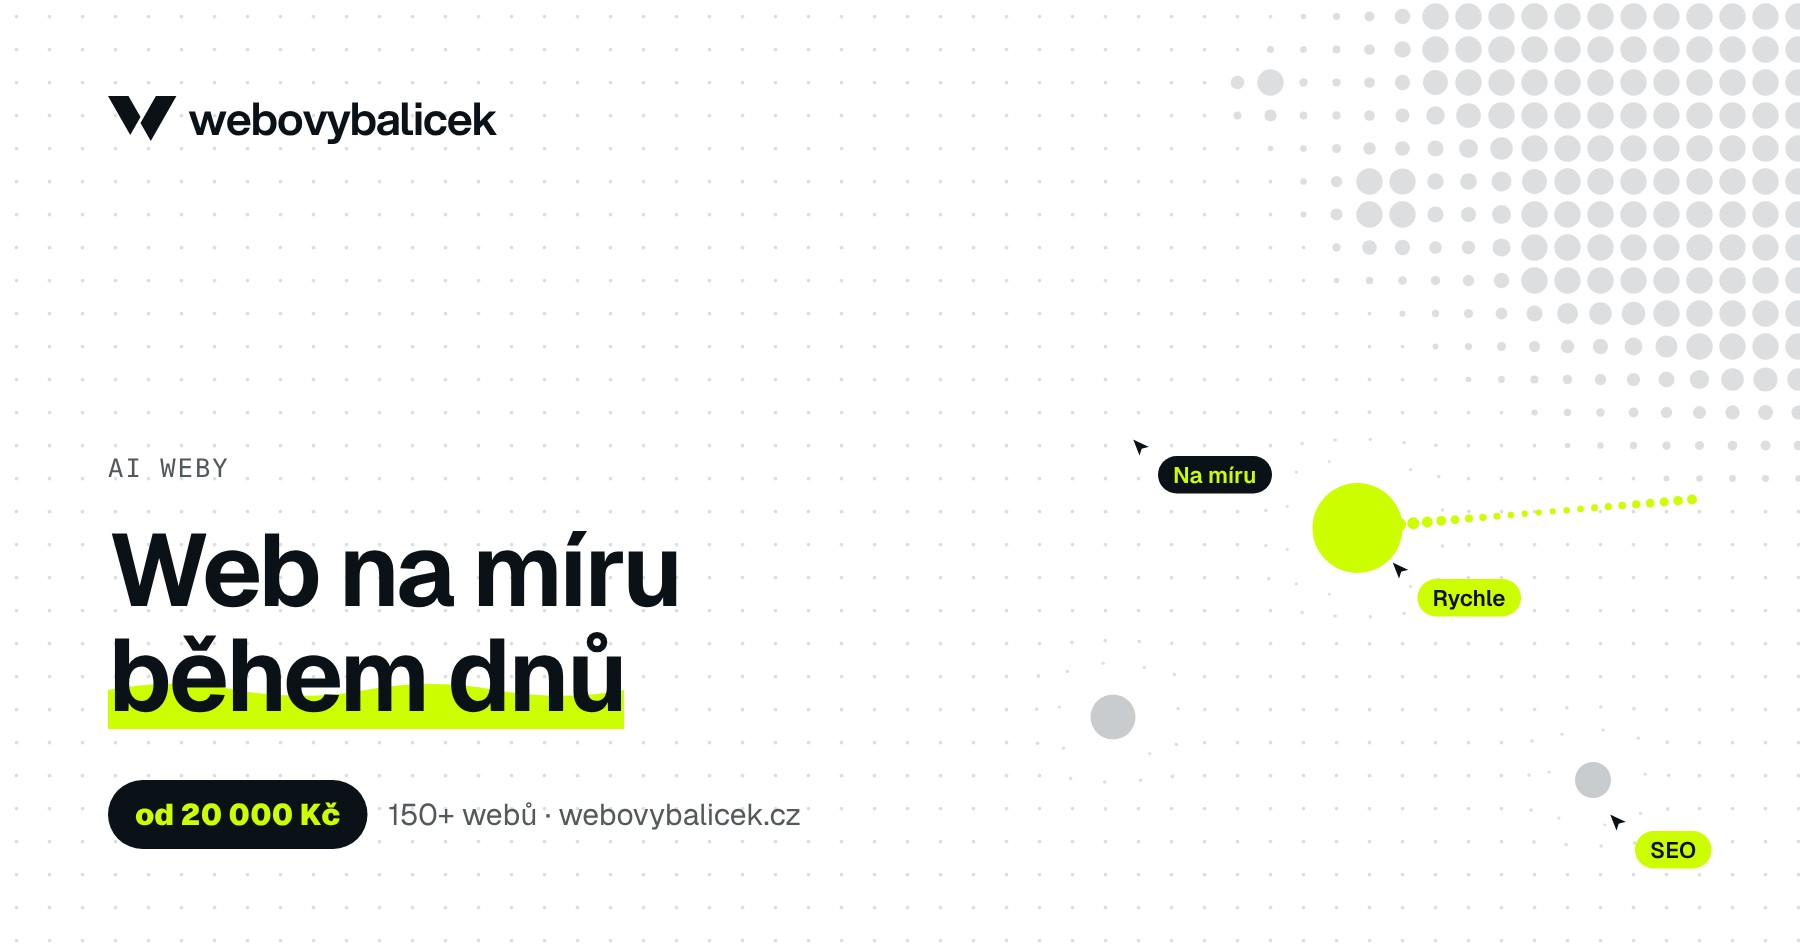 webovybalicek
AI WEBY
Web na míru
během dnů
od 20 000 Kč
150+ webů · webovybalicek.cz
Na míru
Rychle
SEO